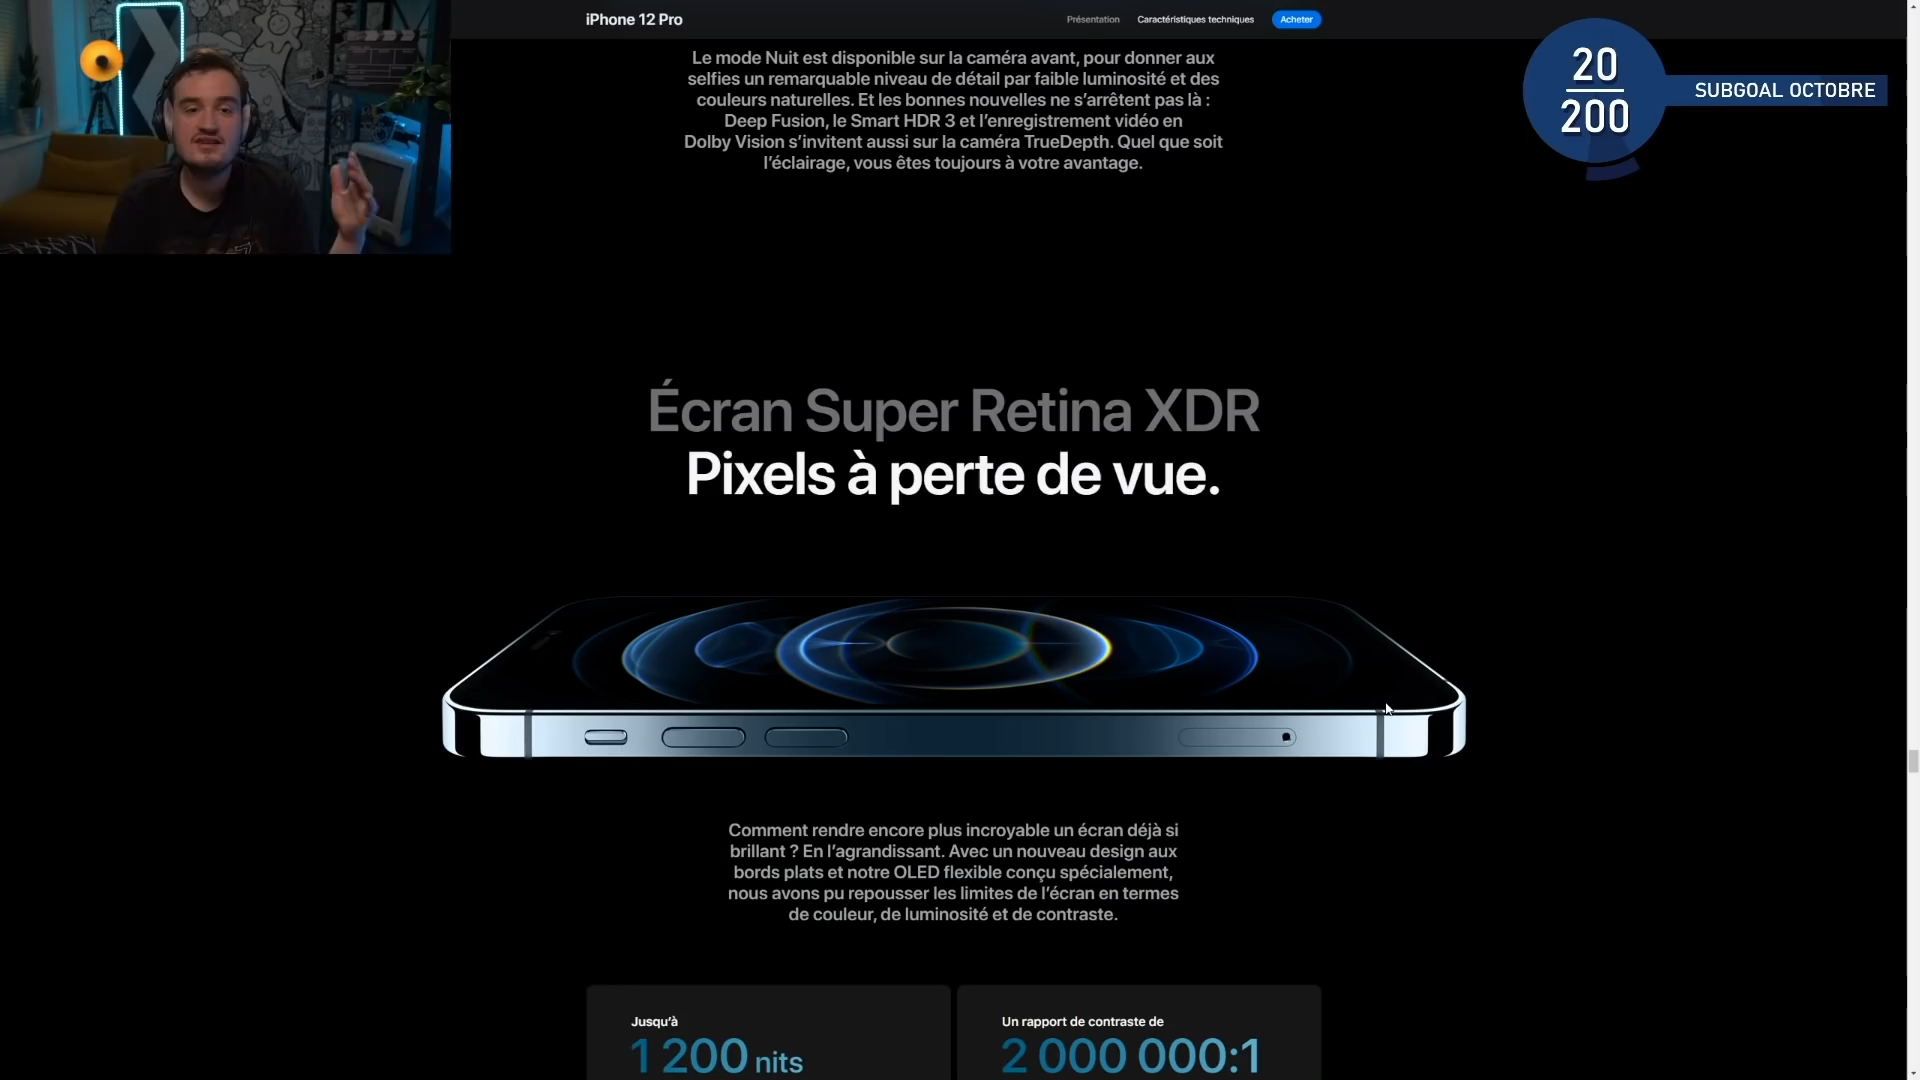 iPhone 12 Pro
Présentation
Caractéristiques techniques
Acheter
20
200
SUBGOAL OCTOBRE
Le mode Nuit est disponible sur la caméra avant, pour donner aux
selfies un remarquable niveau de détail par faible luminosité et des
couleurs naturelles. Et les bonnes nouvelles ne s’arrêtent pas là :
Deep Fusion, le Smart HDR 3 et l’enregistrement vidéo en
Dolby Vision s’invitent aussi sur la caméra TrueDepth. Quel que soit
l’éclairage, vous êtes toujours à votre avantage.
Écran Super Retina XDR
Pixels à perte de vue.
Comment rendre encore plus incroyable un écran déjà si
brillant ? En l’agrandissant. Avec un nouveau design aux
bords plats et notre OLED flexible conçu spécialement,
nous avons pu repousser les limites de l’écran en termes
de couleur, de luminosité et de contraste.
Jusqu’à
1 200 nits
Un rapport de contraste de
2 000 000:1